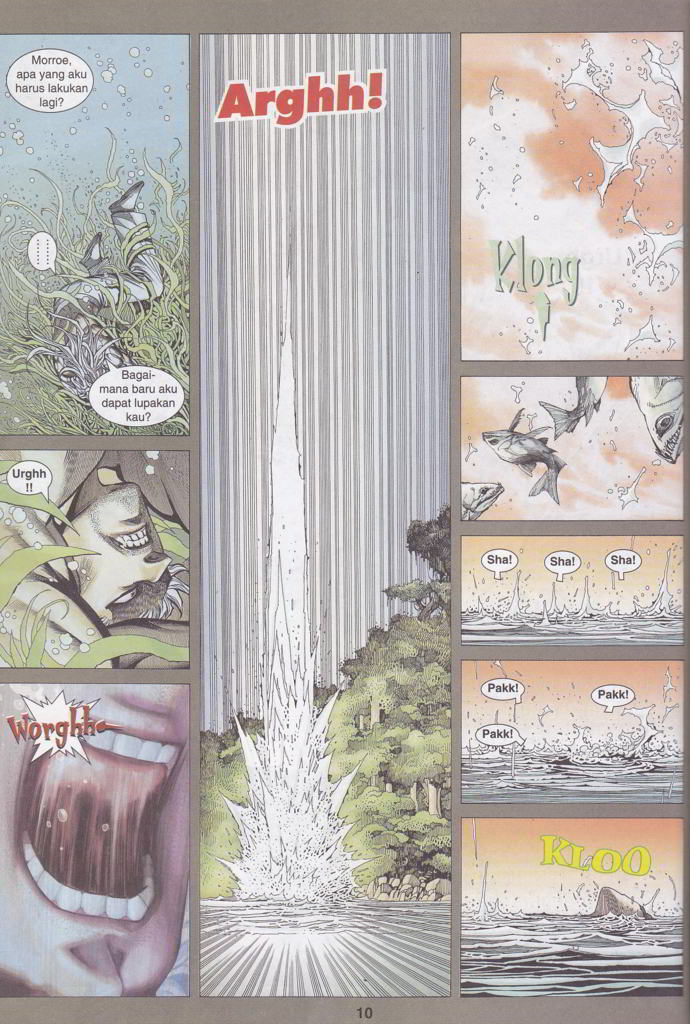 Morroe,
apa yang aku
harus lakukan
lagi?
Bagai-
mana baru aku
dapat lupakan
kau?
Urghh
!!
Worghh
Arghh!
Klong
Sha!
Sha!
Sha!
Pakk!
Pakk!
Pakk!
KLOO
10